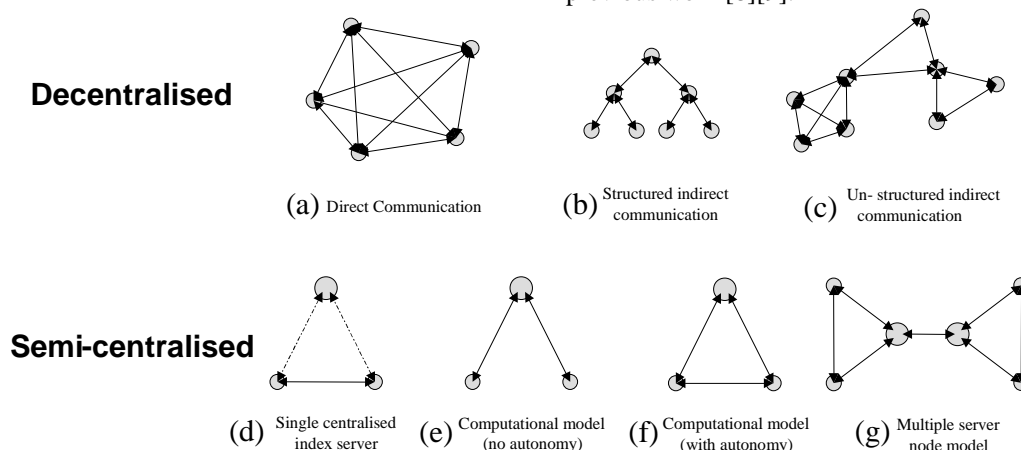 Decentralised
(a) Direct Communication
(b) Structured indirect
communication
(c) Un- structured indirect
communication
Semi-centralised
(d) Single centralised
index server
(e) Computational model
(no autonomy)
(f) Computational model
(with autonomy)
(g) Multiple server
node model